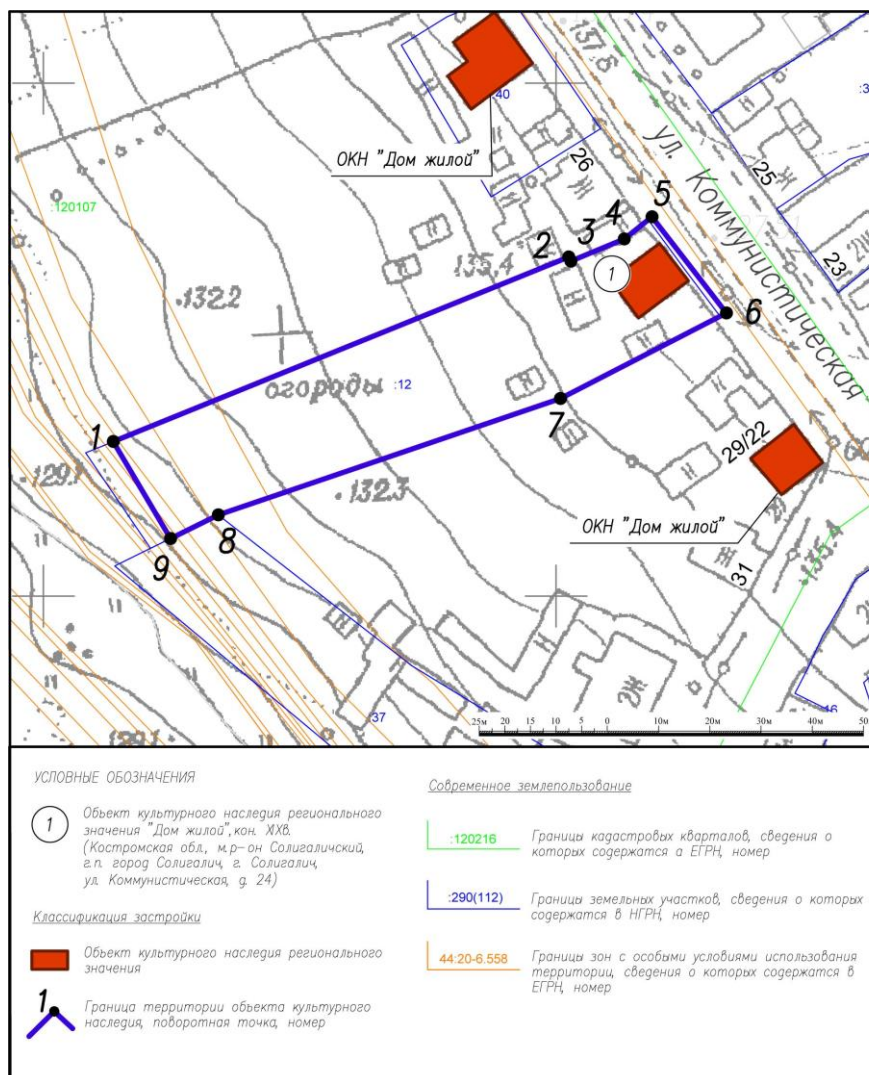 137.6
:40
ОКН "Дом жилой"
26
Ж
ул. Коммунистическая
25
Ж
23
:120107
5
4
3
2
1
135,4
6
132.2
Н
огороды
:12
7
1
29/22
129.1
132.3
8
9
ОКН "Дом жилой"
31
Ж
Н
ЭЖ
37
16
129.1
25м 20 15 10 5 0 10м 20м 30м 40м
УСЛОВНЫЕ ОБОЗНАЧЕНИЯ
1
Объект культурного наследия регионального
значения "Дом жилой", кон. XIXв.
(Костромская обл., м.р-он Солигаличский,
г.п. город Солигалич, г. Солигалич,
ул. Коммунистическая, д. 24)
Классификация застройки
Объект культурного наследия регионального
значения
1
Граница территории объекта культурного
наследия, поворотная точка, номер
Современное землепользование
:120216
Границы кадастровых кварталов, сведения о
которых содержатся а ЕГРН, номер
:290(112)
Границы земельных участков, сведения о которых
содержатся в НГРН, номер
44:20-6.558
Границы зон с особыми условиями использования
территории, сведения о которых содержатся в
ЕГРН, номер